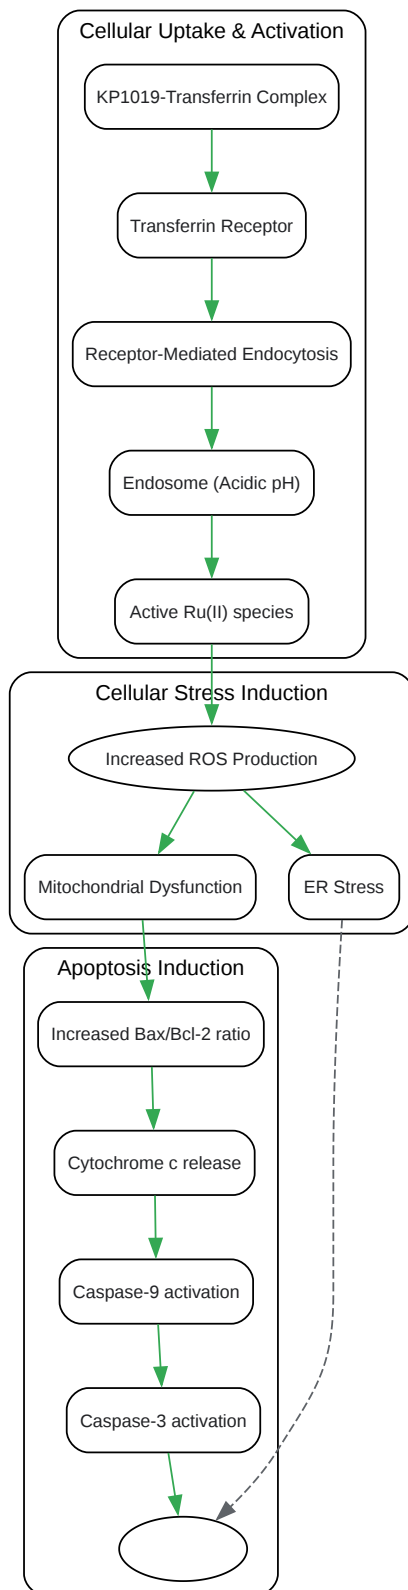 Cellular Uptake & Activation
KP1019-Transferrin Complex
Transferrin Receptor
Receptor-Mediated Endocytosis
Endosome (Acidic pH)
Active Ru(II) species
Cellular Stress Induction
Increased ROS Production
Mitochondrial Dysfunction
ER Stress
Apoptosis Induction
Increased Bax/Bcl-2 ratio
Cytochrome c release
Caspase-9 activation
Caspase-3 activation